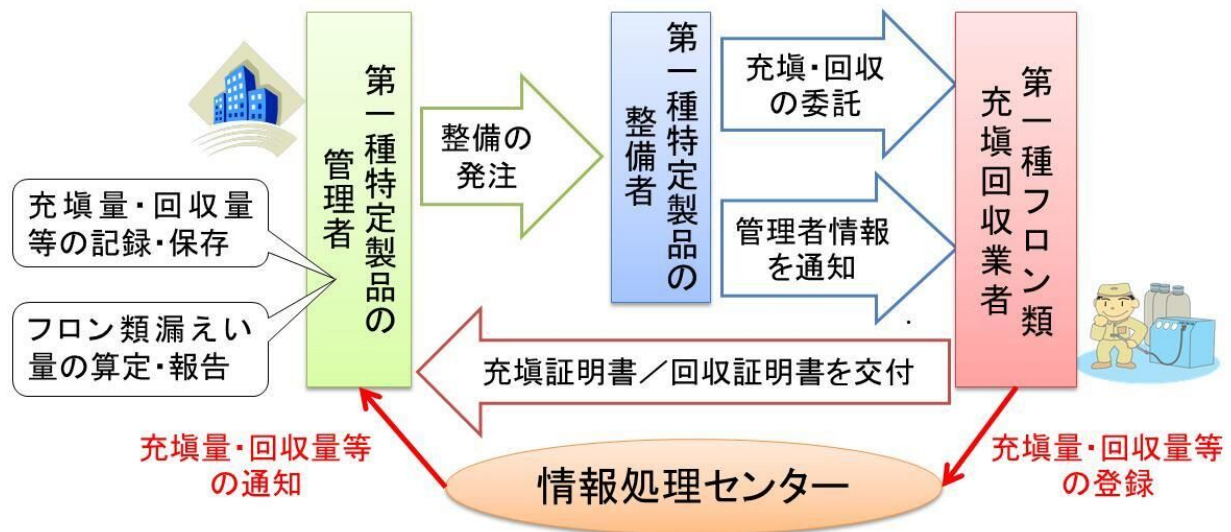 第一種特定製品の
管理者
整備の
発注
第一種特定製品の
整備者
充塡・回収
の委託
管理者情報
を通知
第一種フロン類
充塡回収業者
充塡量・回収量
等の記録・保存
フロン類漏えい
量の算定・報告
充塡証明書／回収証明書を交付
充塡量・回収量等
の通知
情報処理センター
充塡量・回収量等
の登録